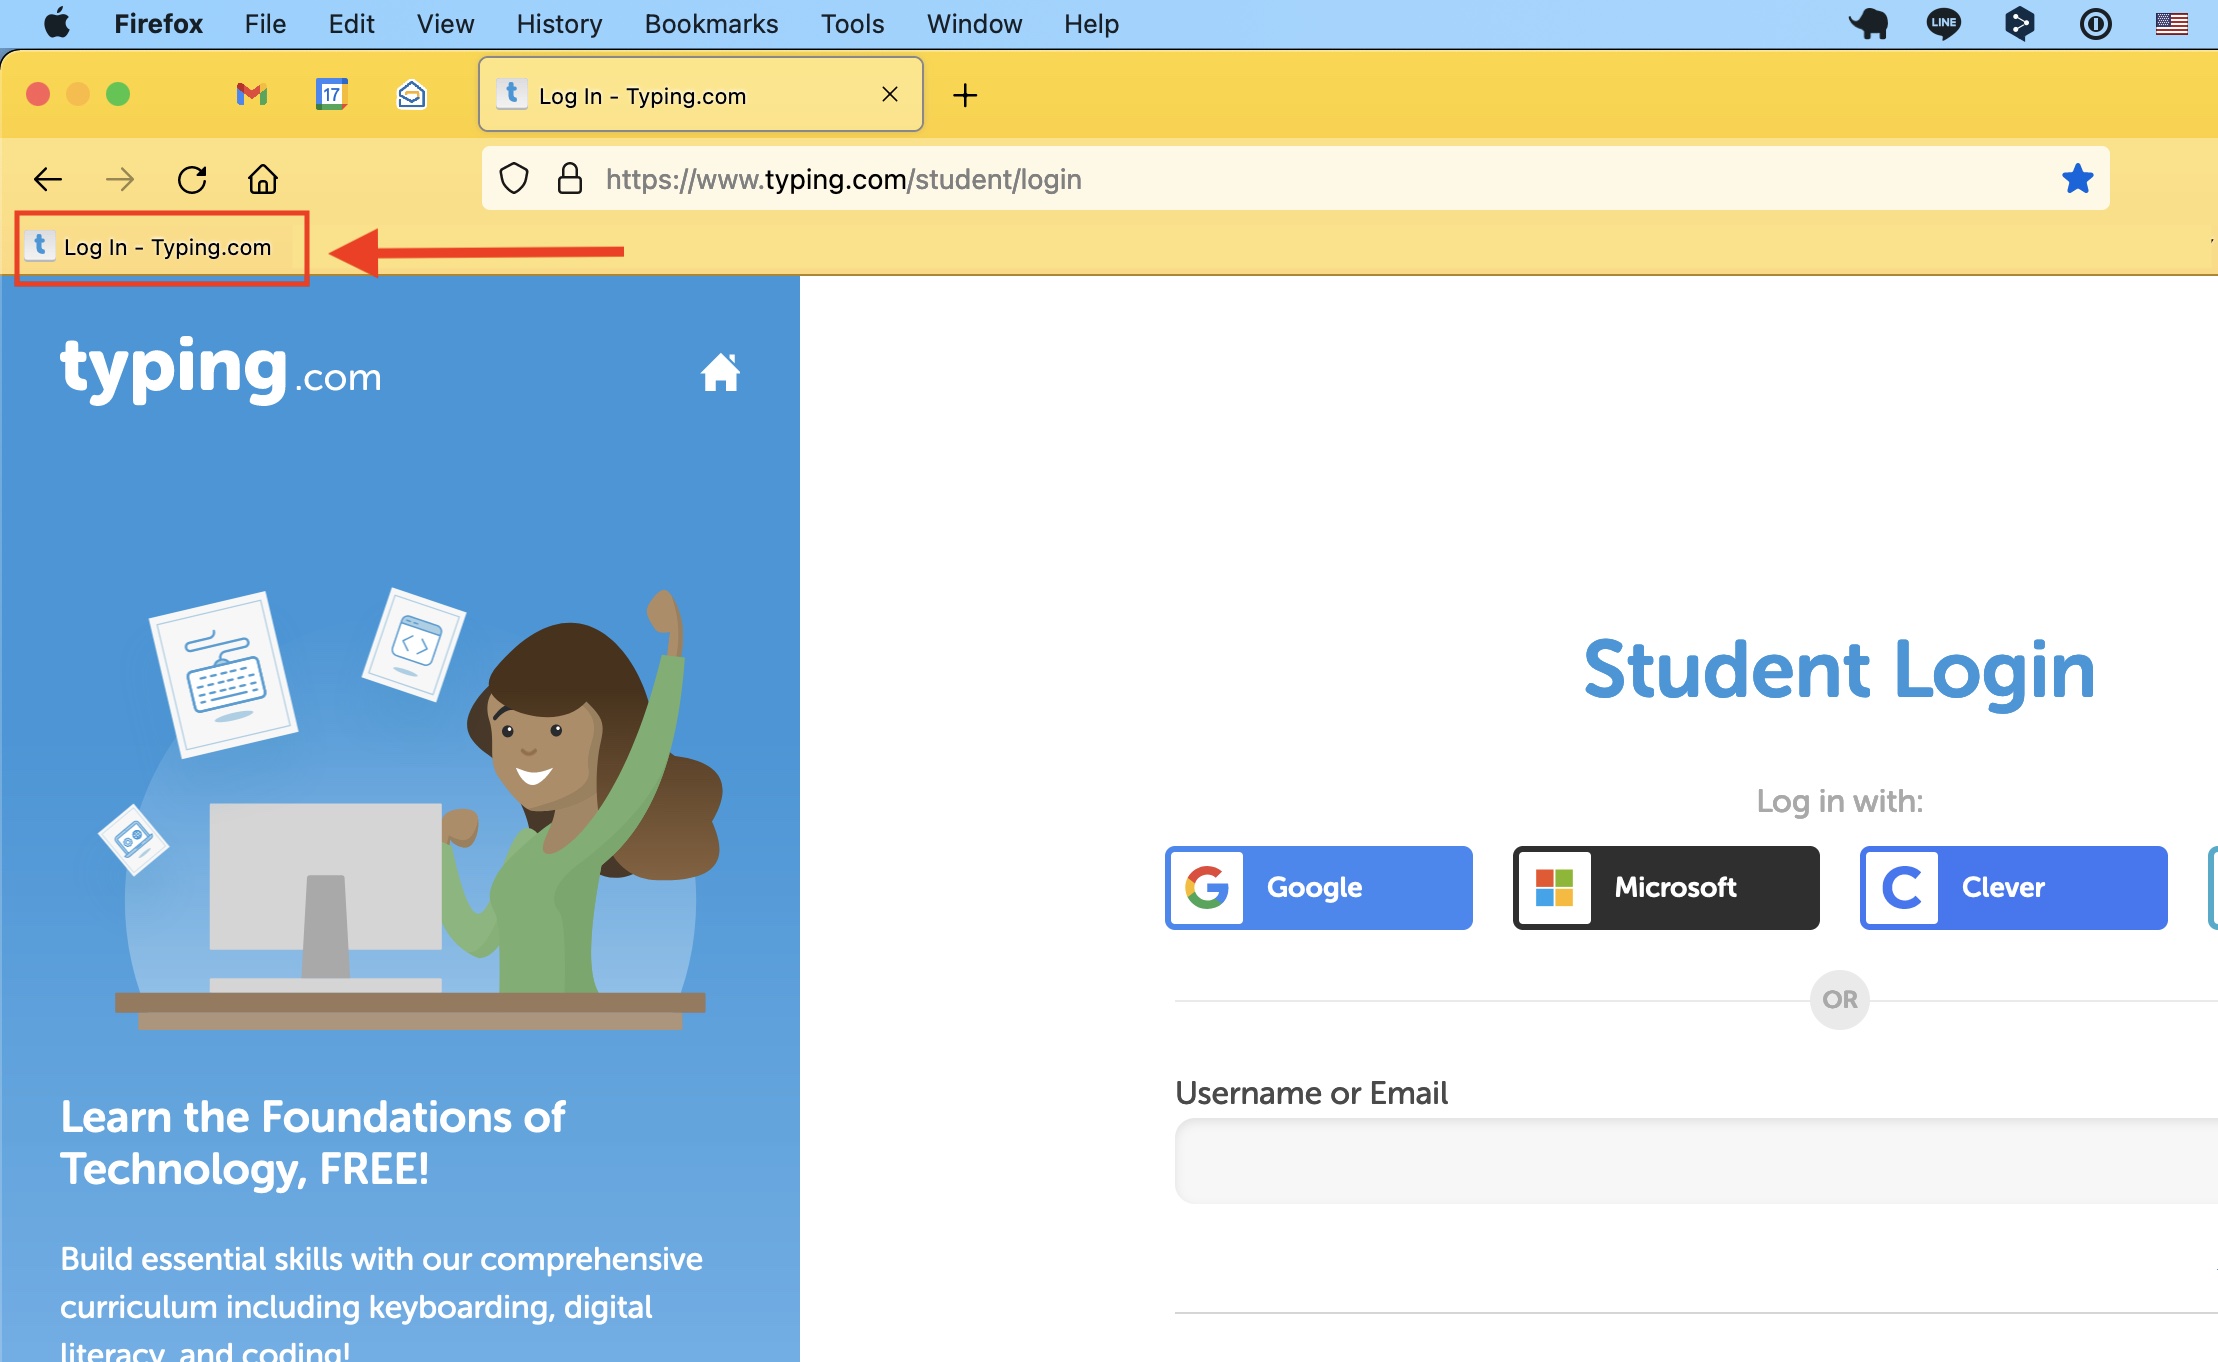 Firefox File Edit View History Bookmarks Tools Window Help
LINE
17
t Log In - Typing.com
https://www.typing.com/student/login
t Log In - Typing.com
typing.com
Student Login
Log in with:
G Google
Microsoft
C Clever
OR
Username or Email
Learn the Foundations of
Technology, FREE!
Build essential skills with our comprehensive
curriculum including keyboarding, digital
literacy, and coding!